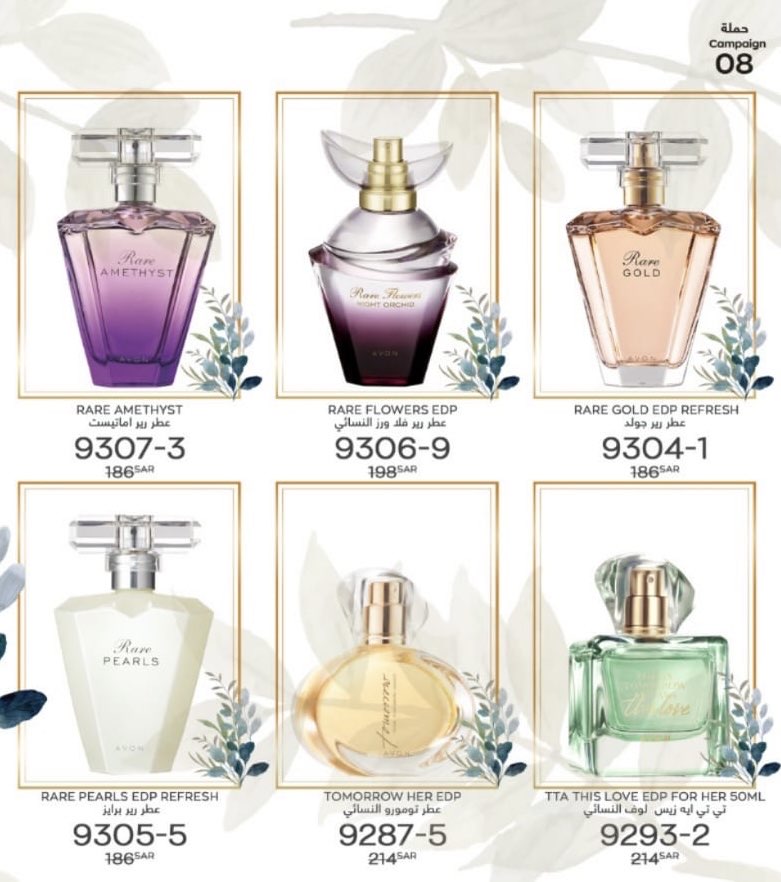 حملة
Campaign
08
Rare
AMETHYST
AVON
Rare Flowers
NIGHT ORCHID
AVON
Rare
GOLD
AVON
RARE AMETHYST
عطر رير اماتيست
9307-3
186SAR
RARE FLOWERS EDP
عطر رير فلا ورز النسائي
9306-9
198SAR
RARE GOLD EDP REFRESH
عطر رير جولد
9304-1
186SAR
Rare
PEARLS
AVON
tomorrow
AVON
this love
RARE PEARLS EDP REFRESH
عطر رير برايز
9305-5
186SAR
TOMORROW HER EDP
عطر تومورو النسائي
9287-5
214SAR
TTA THIS LOVE EDP FOR HER 50ML
تي تي ايه زيس لوف النسائي
9293-2
214SAR